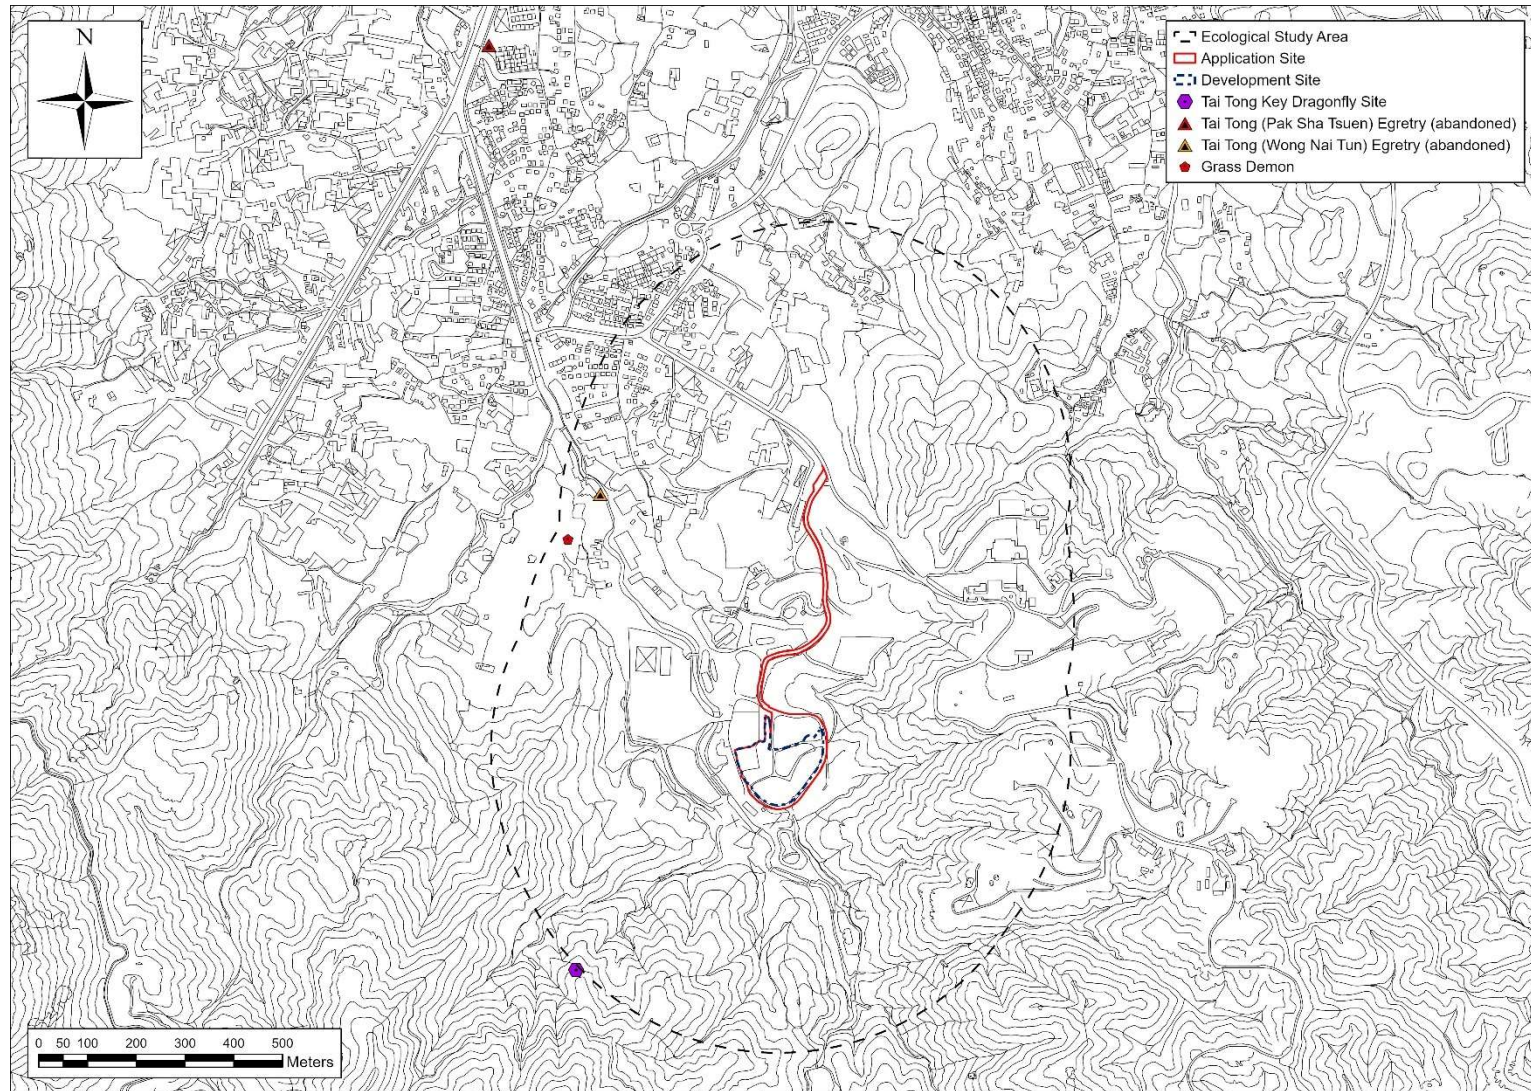 N
Ecological Study Area
Application Site
Development Site
Tai Tong Key Dragonfly Site
Tai Tong (Pak Sha Tsuen) Egretry (abandoned)
Tai Tong (Wong Nai Tun) Egretry (abandoned)
Grass Demon
0 50 100 200 300 400 500
Meters